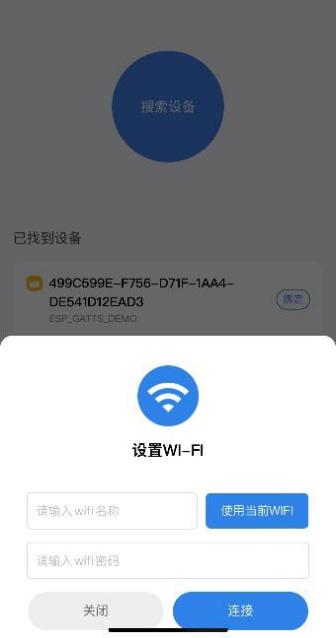 搜索设备
已找到设备
499C599E-F756-D71F-1AA4-
DE541D12EAD3
绑定
ESP_GATTS_DEMO
设置WI-FI
请输入wifi名称
使用当前WIFI
请输入wifi密码
关闭
连接